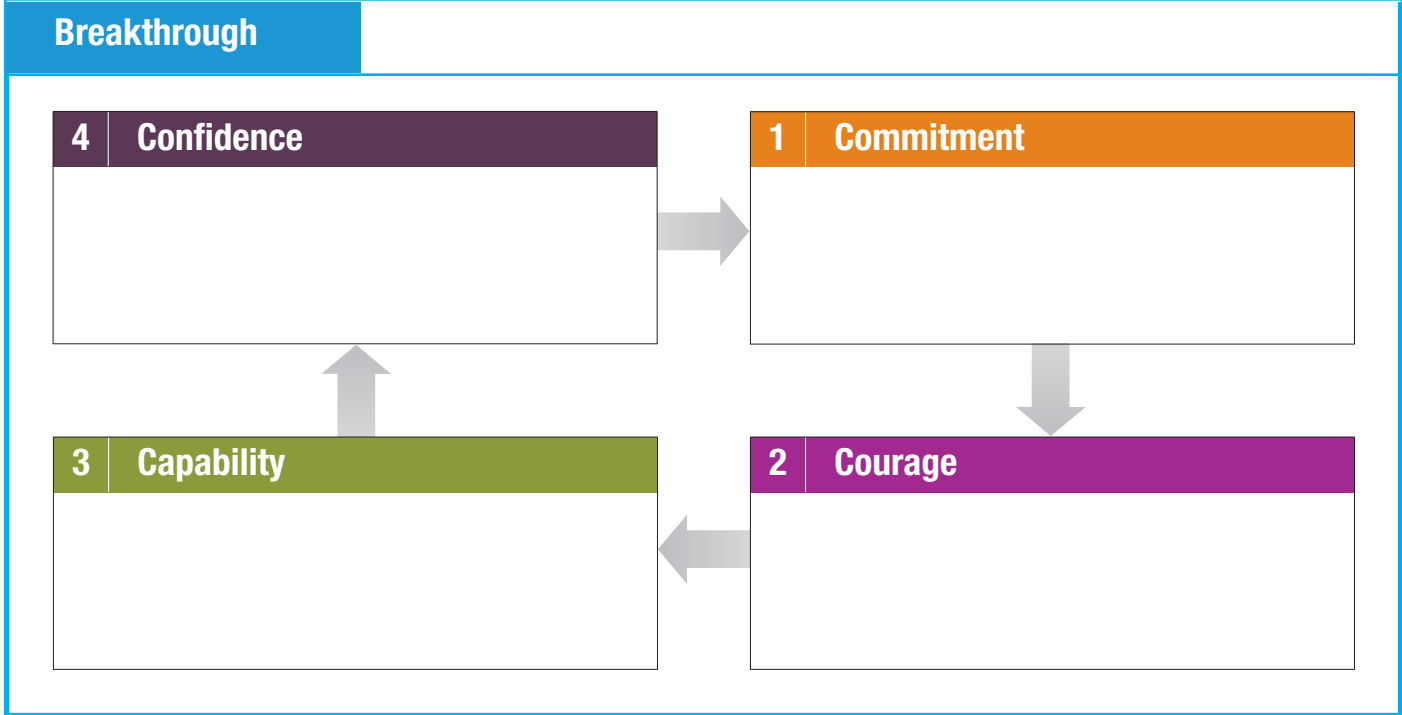 Breakthrough
4 Confidence
1 Commitment
3 Capability
2 Courage